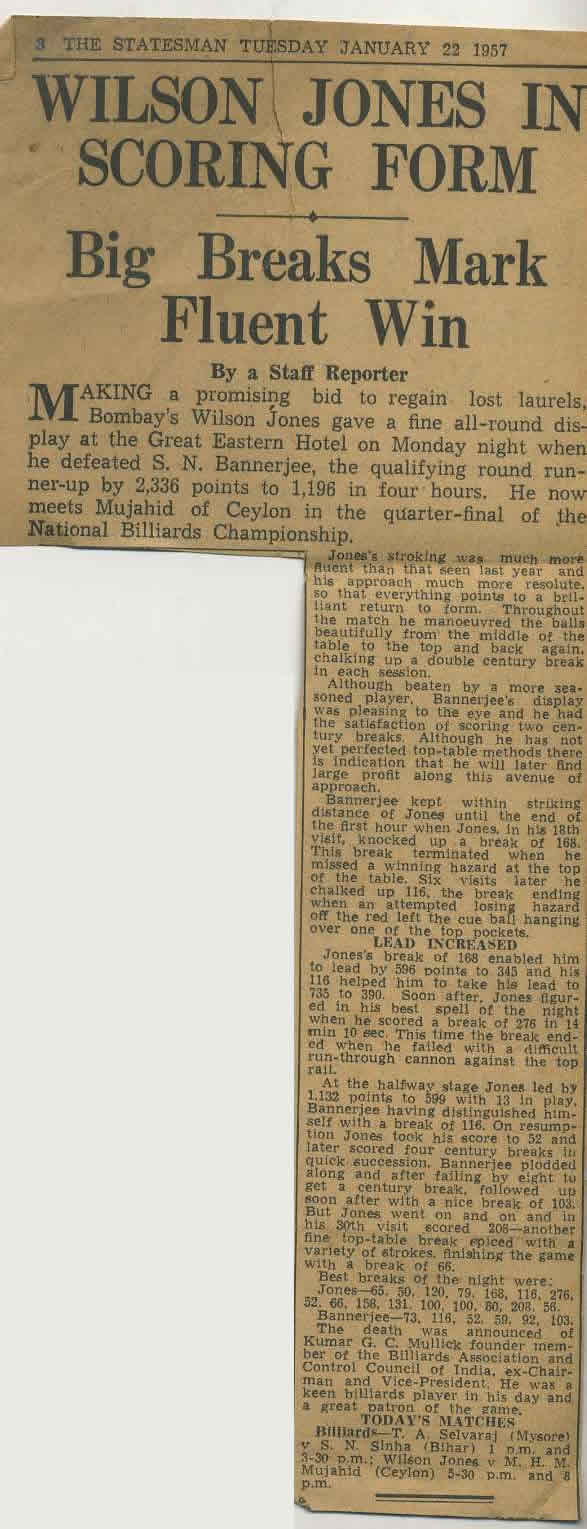 3 THE STATESMAN TUESDAY JANUARY 22 1957
WILSON JONES IN
SCORING FORM
Big Breaks Mark
Fluent Win
By a Staff Reporter
MAKING a promising bid to regain lost laurels,
Bombay's Wilson Jones gave a fine all-round dis-
play at the Great Eastern Hotel on Monday night when
he defeated S. N. Bannerjee, the qualifying round run-
ner-up by 2,336 points to 1,196 in four hours. He now
meets Mujahid of Ceylon in the quarter-final of the
National Billiards Championship.
Jones's stroking was much more
fluent than that seen last year and
his approach much more resolute,
so that everything points to a bril-
liant return to form. Throughout
the match he manoeuvred the balls
beautifully from the middle of the
table to the top and back again,
chalking up a double century break
in each session.
Although beaten by a more sea-
soned player, Bannerjee's display
was pleasing to the eye and he had
the satisfaction of scoring two cen-
tury breaks. Although he has not
yet perfected top-table methods there
is indication that he will later find
large profit along this avenue of
approach.
Bannerjee kept within striking
distance of Jones until the end of
the first hour when Jones, in his 18th
visit, knocked up a break of 168.
This break terminated when he
missed a winning hazard at the top
of the table. Six visits later he
chalked up 116, the break ending
when an attempted losing hazard
off the red left the cue ball hanging
over one of the top pockets.
LEAD INCREASED
Jones's break of 168 enabled him
to lead by 596 points to 345 and his
116 helped him to take his lead to
735 to 390. Soon after, Jones figur-
ed in his best spell of the night
when he scored a break of 276 in 14
min 10 sec. This time the break end-
ed when he failed with a difficult
run-through cannon against the top
rail.
At the halfway stage Jones led by
1,132 points to 599 with 13 in play,
Bannerjee having distinguished him-
self with a break of 116. On resump-
tion Jones took his score to 52 and
later scored four century breaks in
quick succession. Bannerjee plodded
along and after failing by eight to
get a century break, followed up
soon after with a nice break of 103.
But Jones went on and on and in
his 30th visit scored 208—another
fine top-table break spiced with a
variety of strokes, finishing the game
with a break of 66.
Best breaks of the night were:
Jones—65, 50, 120, 79, 168, 116, 276,
52, 66, 158, 131, 100, 100, 80, 208, 56.
Bannerjee—73, 116, 52, 59, 92, 103.
The death was announced of
Kumar G. C. Mullick founder mem-
ber of the Billiards Association and
Control Council of India, ex-Chair-
man and Vice-President. He was a
keen billiards player in his day and
a great patron of the game.
TODAY'S MATCHES
Billiards—T. A. Selvaraj (Mysore)
v S. N. Sinha (Bihar) 1 p.m. and
3-30 p.m.; Wilson Jones v M. H. M.
Mujahid (Ceylon) 5-30 p.m. and 8
p.m.